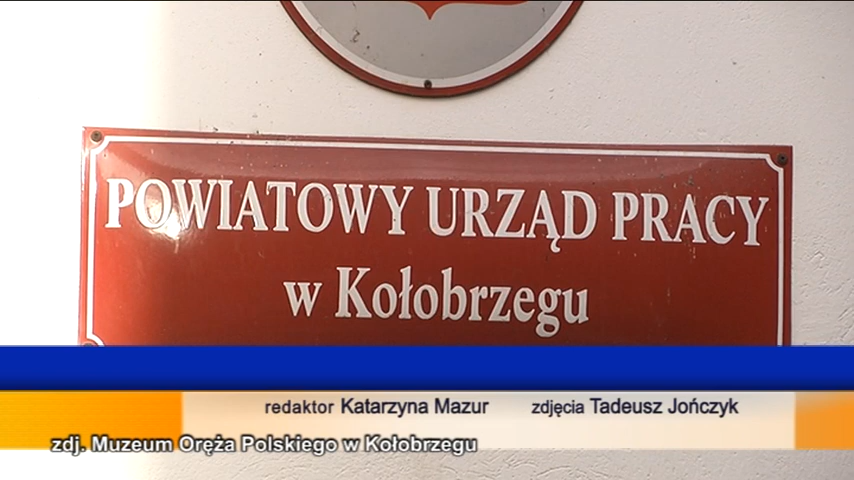 POWIATOWY URZĄD PRACY
w Kołobrzegu
redaktor Katarzyna Mazur zdjęcia Tadeusz Jończyk
zdj. Muzeum Oręża Polskiego w Kołobrzegu